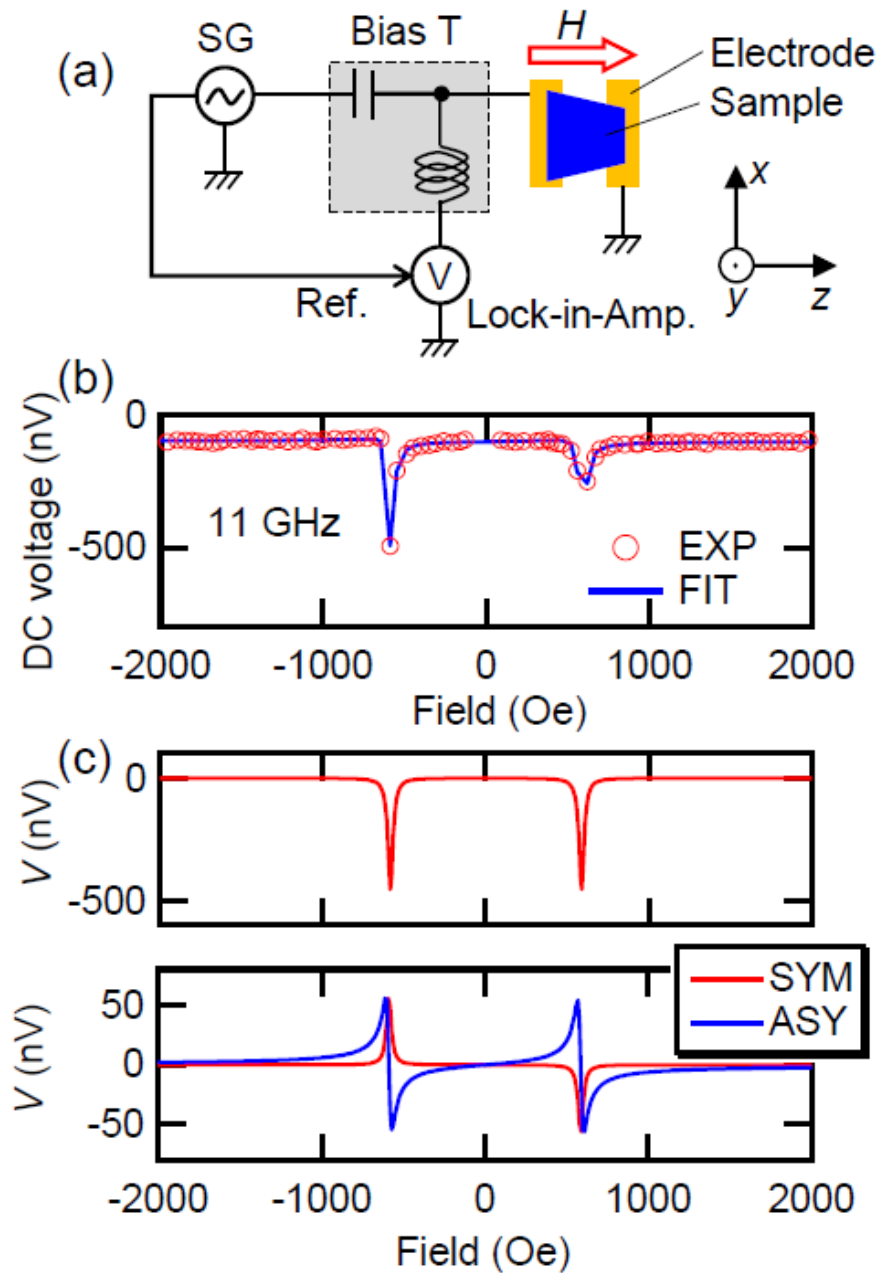 (a)
SG
Bias T
H
Electrode
Sample
x
y
z
V
Ref.
Lock-in-Amp.
(b)
DC voltage (nV)
0
-500
11 GHz
EXP
FIT
-2000 -1000 0 1000 2000
Field (Oe)
(c)
V (nV)
0
-500
SYM
ASY
V (nV)
50
0
-50
-2000 -1000 0 1000 2000
Field (Oe)